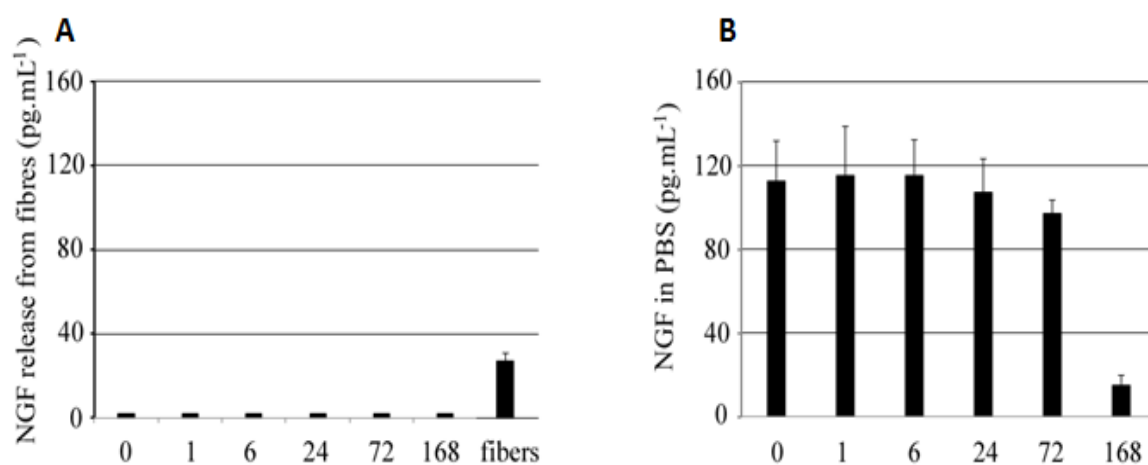 A
NGF release from fibres (pg.mL⁻¹)
160
120
80
40
0
0 1 6 24 72 168 fibers
B
NGF in PBS (pg.mL⁻¹)
160
120
80
40
0
0 1 6 24 72 168